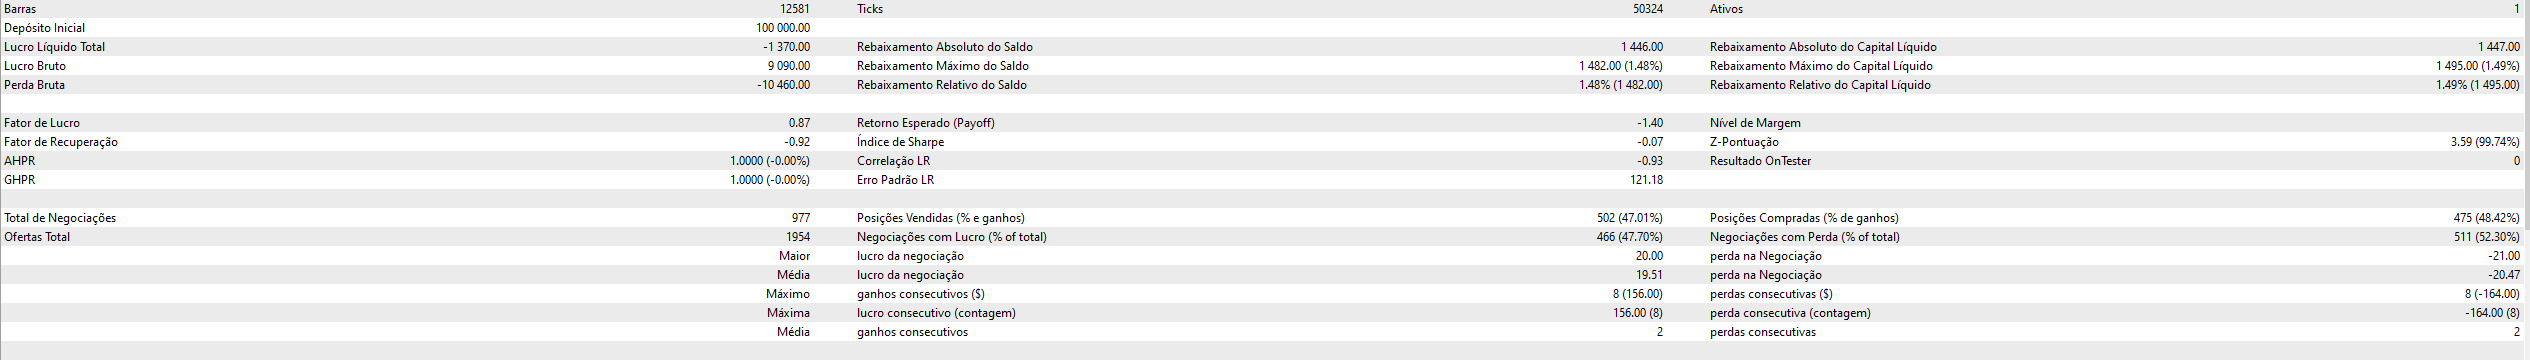 Barras 12581 Ticks 50324 Ativos 1
Depósito Inicial 100 000.00
Lucro Líquido Total -1 370.00 Rebaixamento Absoluto do Saldo 1 446.00 Rebaixamento Absoluto do Capital Líquido 1 447.00
Lucro Bruto 9 090.00 Rebaixamento Máximo do Saldo 1 482.00 (1.48%) Rebaixamento Máximo do Capital Líquido 1 495.00 (1.49%)
Perda Bruta -10 460.00 Rebaixamento Relativo do Saldo 1.48% (1 482.00) Rebaixamento Relativo do Capital Líquido 1.49% (1 495.00)
Fator de Lucro 0.87 Retorno Esperado (Payoff) -1.40 Nível de Margem
Fator de Recuperação -0.92 Índice de Sharpe -0.07 Z-Pontuação 3.59 (99.74%)
AHPR 1.0000 (-0.00%) Correlação LR -0.93 Resultado OnTester 0
GHPR 1.0000 (-0.00%) Erro Padrão LR 121.18
Total de Negociações 977 Posições Vendidas (% e ganhos) 502 (47.01%) Posições Compradas (% de ganhos) 475 (48.42%)
Ofertas Total 1954 Negociações com Lucro (% of total) 466 (47.70%) Negociações com Perda (% of total) 511 (52.30%)
Maior lucro da negociação 20.00 perda na Negociação -21.00
Média lucro da negociação 19.51 perda na Negociação -20.47
Máximo ganhos consecutivos ($) 8 (156.00) perdas consecutivas ($) 8 (-164.00)
Máxima lucro consecutivo (contagem) 156.00 (8) perda consecutiva (contagem) -164.00 (8)
Média ganhos consecutivos 2 perdas consecutivas 2